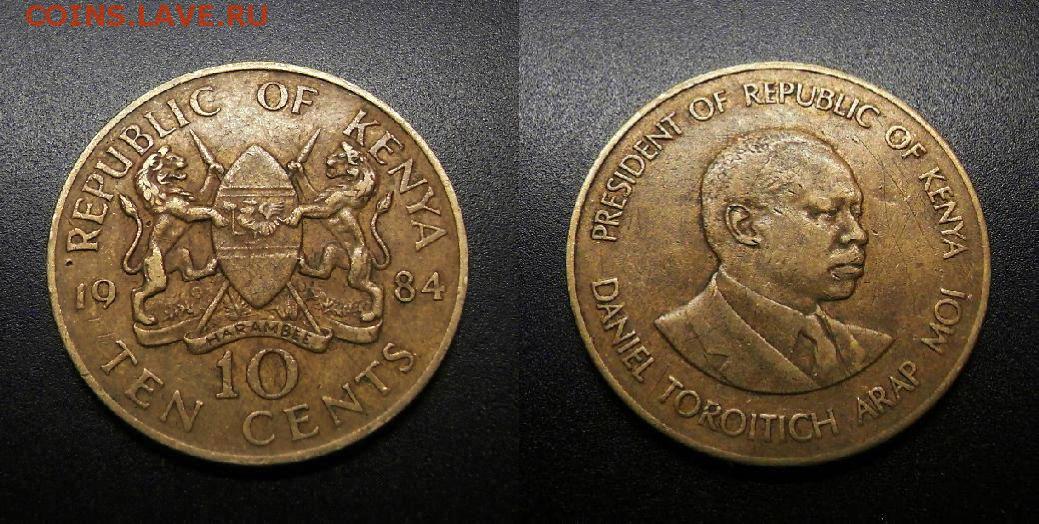 COINS.LAVE.RU
REPUBLIC OF KENYA
19 84
HARAMBEE
10
TEN CENTS
PRESIDENT OF REPUBLIC OF KENYA
DANIEL TOROITICH ARAP MOI